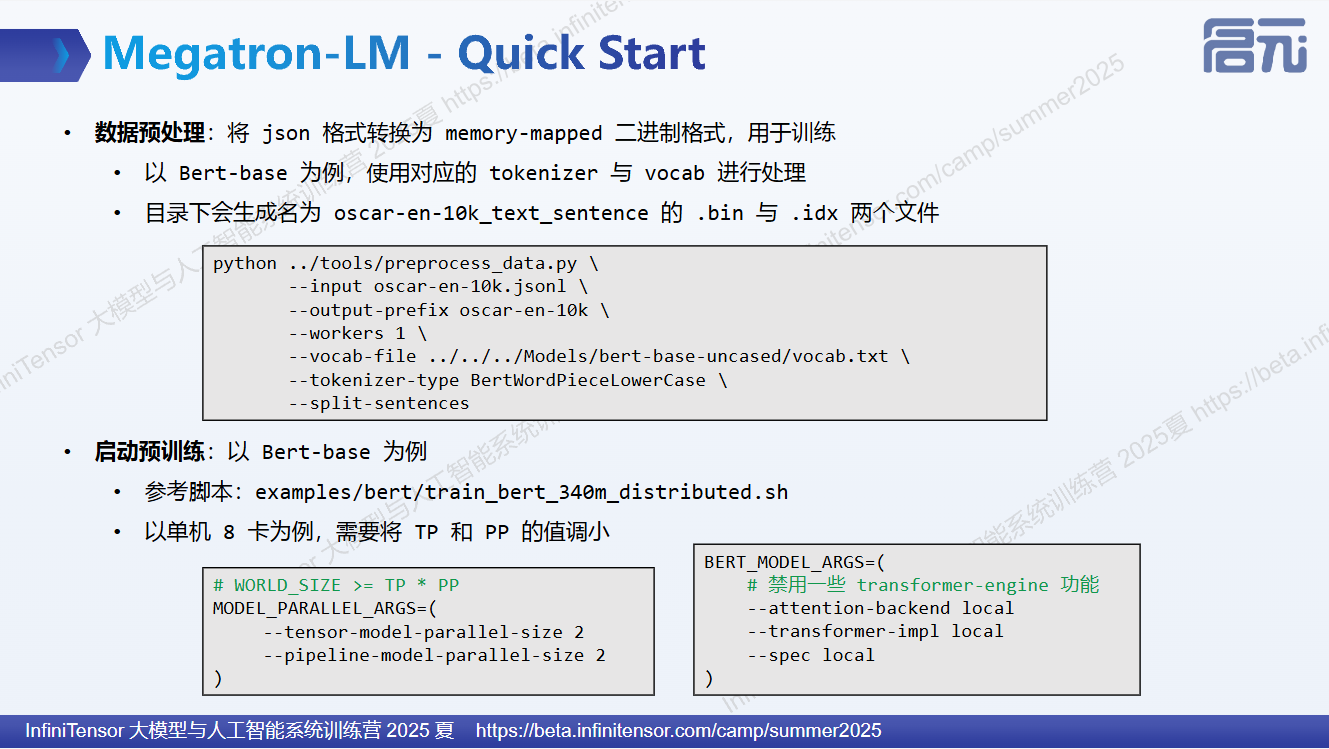 Megatron-LM - Quick Start
启元
• 数据预处理：将 json 格式转换为 memory-mapped 二进制格式，用于训练
• 以 Bert-base 为例，使用对应的 tokenizer 与 vocab 进行处理
• 目录下会生成名为 oscar-en-10k_text_sentence 的 .bin 与 .idx 两个文件
python ../tools/preprocess_data.py \
--input oscar-en-10k.jsonl \
--output-prefix oscar-en-10k \
--workers 1 \
--vocab-file ../../../Models/bert-base-uncased/vocab.txt \
--tokenizer-type BertWordPieceLowerCase \
--split-sentences
• 启动预训练：以 Bert-base 为例
• 参考脚本：examples/bert/train_bert_340m_distributed.sh
• 以单机 8 卡为例，需要将 TP 和 PP 的值调小
# WORLD_SIZE >= TP * PP
MODEL_PARALLEL_ARGS=(
--tensor-model-parallel-size 2
--pipeline-model-parallel-size 2
)
BERT_MODEL_ARGS=(
# 禁用一些 transformer-engine 功能
--attention-backend local
--transformer-impl local
--spec local
)
InfiniTensor 大模型与人工智能系统训练营 2025 夏 https://beta.infinitensor.com/camp/summer2025